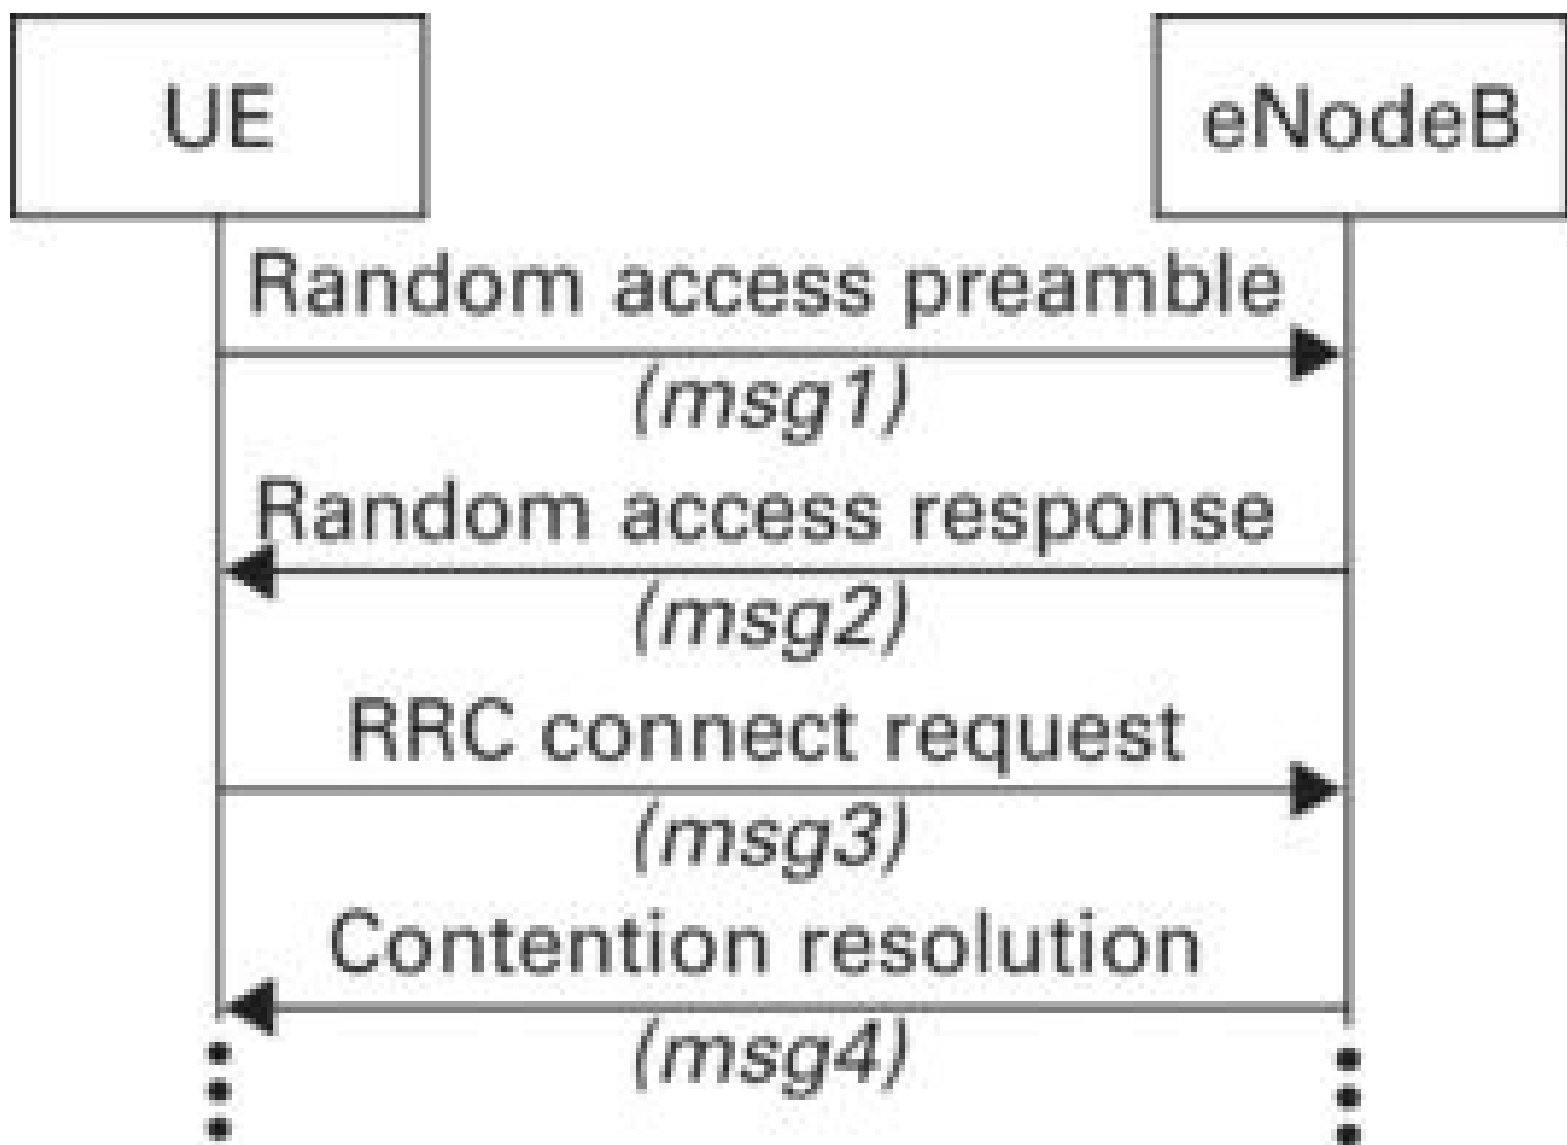 UE
eNodeB
Random access preamble
(msg1)
Random access response
(msg2)
RRC connect request
(msg3)
Contention resolution
(msg4)